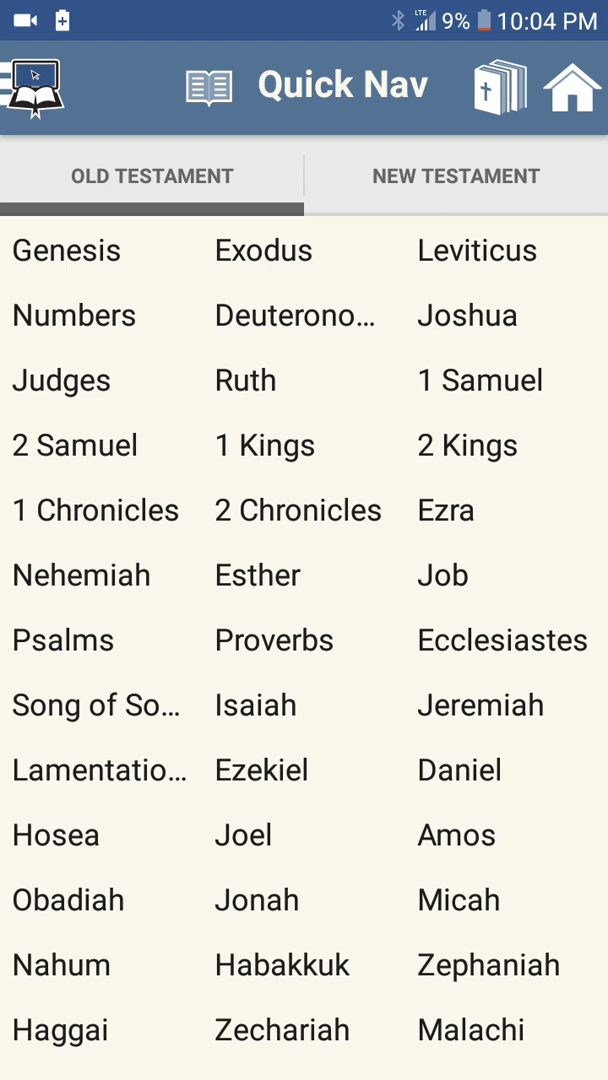 LTE 9% 10:04 PM
Quick Nav
OLD TESTAMENT NEW TESTAMENT
Genesis Exodus Leviticus
Numbers Deuterono... Joshua
Judges Ruth 1 Samuel
2 Samuel 1 Kings 2 Kings
1 Chronicles 2 Chronicles Ezra
Nehemiah Esther Job
Psalms Proverbs Ecclesiastes
Song of So... Isaiah Jeremiah
Lamentatio... Ezekiel Daniel
Hosea Joel Amos
Obadiah Jonah Micah
Nahum Habakkuk Zephaniah
Haggai Zechariah Malachi